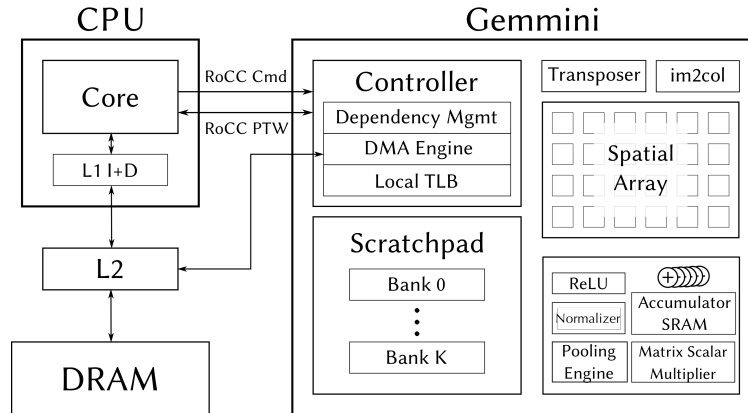 CPU
Gemmini
Core
L1 I+D
RoCC Cmd
RoCC PTW
L2
DRAM
Controller
Dependency Mgmt
DMA Engine
Local TLB
Scratchpad
Bank 0
Bank K
Transposer
im2col
Spatial
Array
ReLU
Normalizer
Pooling
Engine
Accumulator
SRAM
Matrix Scalar
Multiplier